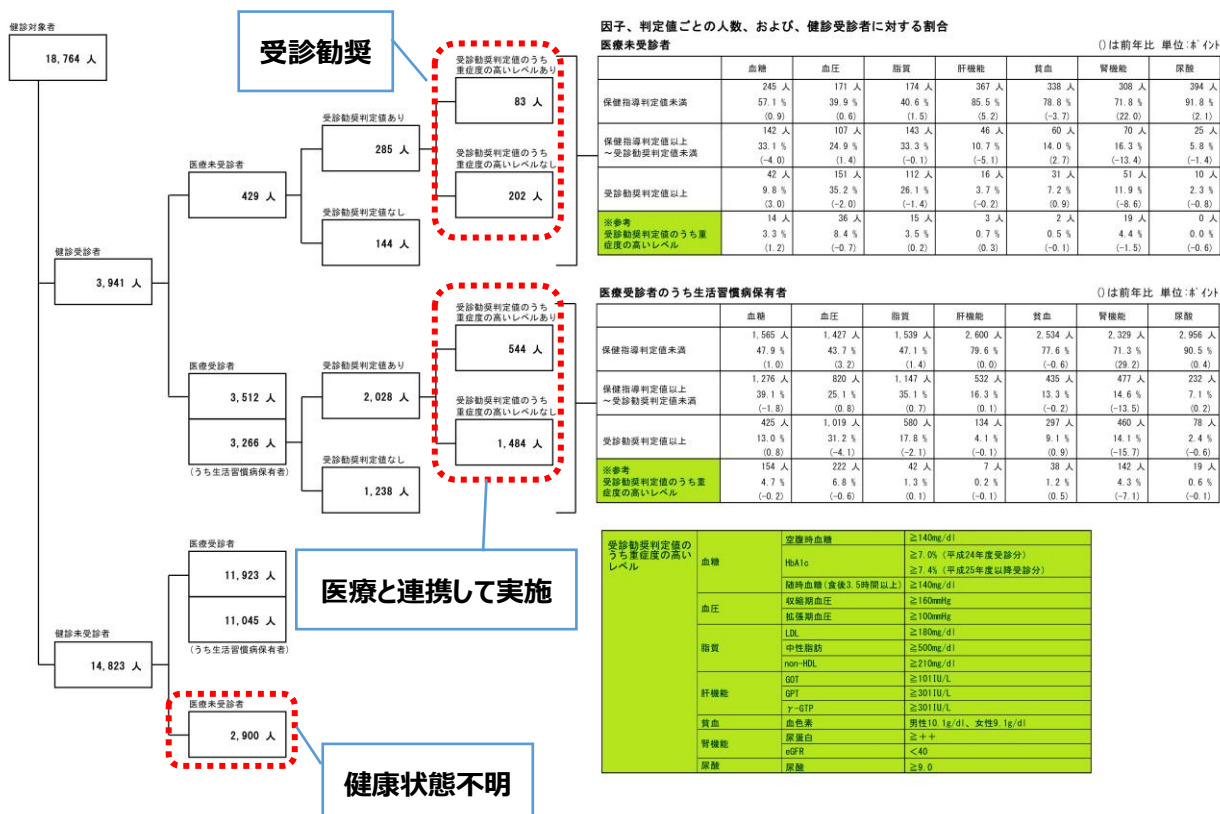 健診対象者
18,764 人
受診勧奨
受診勧奨判定値のうち
重症度の高いレベルあり
83 人
受診勧奨判定値あり
285 人
受診勧奨判定値のうち
重症度の高いレベルなし
202 人
医療未受診者
429 人
受診勧奨判定値なし
144 人
健診受診者
3,941 人
受診勧奨判定値のうち
重症度の高いレベルあり
544 人
医療受診者
3,512 人
3,266 人
(うち生活習慣病保有者)
受診勧奨判定値あり
2,028 人
受診勧奨判定値のうち
重症度の高いレベルなし
1,484 人
受診勧奨判定値なし
1,238 人
医療と連携して実施
医療受診者
11,923 人
11,045 人
(うち生活習慣病保有者)
健診未受診者
14,823 人
医療未受診者
2,900 人
健康状態不明
因子、判定値ごとの人数、および、健診受診者に対する割合
医療未受診者 ()は前年比 単位:ポイント
血糖 血圧 脂質 肝機能 貧血 腎機能 尿酸
245 人 171 人 174 人 367 人 338 人 308 人 394 人
保健指導判定値未満 57.1 % 39.9 % 40.6 % 85.5 % 78.8 % 71.8 % 91.8 %
(0.9) (0.6) (1.5) (5.2) (-3.7) (22.0) (2.1)
142 人 107 人 143 人 46 人 60 人 70 人 25 人
保健指導判定値以上
~受診勧奨判定値未満 33.1 % 24.9 % 33.3 % 10.7 % 14.0 % 16.3 % 5.8 %
(-4.0) (1.4) (-0.1) (-5.1) (2.7) (-13.4) (-1.4)
42 人 151 人 112 人 16 人 31 人 51 人 10 人
受診勧奨判定値以上 9.8 % 35.2 % 26.1 % 3.7 % 7.2 % 11.9 % 2.3 %
(3.0) (-2.0) (-1.4) (-0.2) (0.9) (-8.6) (-0.8)
※参考 14 人 36 人 15 人 3 人 2 人 19 人 0 人
受診勧奨判定値のうち重 3.3 % 8.4 % 3.5 % 0.7 % 0.5 % 4.4 % 0.0 %
症度の高いレベル (1.2) (-0.7) (0.2) (0.3) (-0.1) (-1.5) (-0.6)
医療受診者のうち生活習慣病保有者 ()は前年比 単位:ポイント
血糖 血圧 脂質 肝機能 貧血 腎機能 尿酸
1,565 人 1,427 人 1,539 人 2,600 人 2,534 人 2,329 人 2,956 人
保健指導判定値未満 47.9 % 43.7 % 47.1 % 79.6 % 77.6 % 71.3 % 90.5 %
(1.0) (3.2) (1.4) (0.0) (-0.6) (29.2) (0.4)
1,276 人 820 人 1,147 人 532 人 435 人 477 人 232 人
保健指導判定値以上
~受診勧奨判定値未満 39.1 % 25.1 % 35.1 % 16.3 % 13.3 % 14.6 % 7.1 %
(-1.8) (0.8) (0.7) (0.1) (-0.2) (-13.5) (0.2)
425 人 1,019 人 580 人 134 人 297 人 460 人 78 人
受診勧奨判定値以上 13.0 % 31.2 % 17.8 % 4.1 % 9.1 % 14.1 % 2.4 %
(0.8) (-4.1) (-2.1) (-0.1) (0.9) (-15.7) (-0.6)
※参考 154 人 222 人 42 人 7 人 38 人 142 人 19 人
受診勧奨判定値のうち重 4.7 % 6.8 % 1.3 % 0.2 % 1.2 % 4.3 % 0.6 %
症度の高いレベル (-0.2) (-0.6) (0.1) (-0.1) (0.5) (-7.1) (-0.1)
受診勧奨判定値の
うち重症度の高い
レベル
血糖 空腹時血糖 ≧140mg/dl
HbA1c ≧7.0% (平成24年度受診分)
≧7.4% (平成25年度以降受診分)
随時血糖(食後3.5時間以上) ≧140mg/dl
血圧 収縮期血圧 ≧160mmHg
拡張期血圧 ≧100mmHg
脂質 LDL ≧180mg/dl
中性脂肪 ≧500mg/dl
non-HDL ≧210mg/dl
肝機能 GOT ≧101IU/L
GPT ≧301IU/L
γ-GTP ≧301IU/L
貧血 血色素 男性10.1g/dl、女性9.1g/dl
腎機能 尿蛋白 ≧++
eGFR <40
尿酸 尿酸 ≧9.0